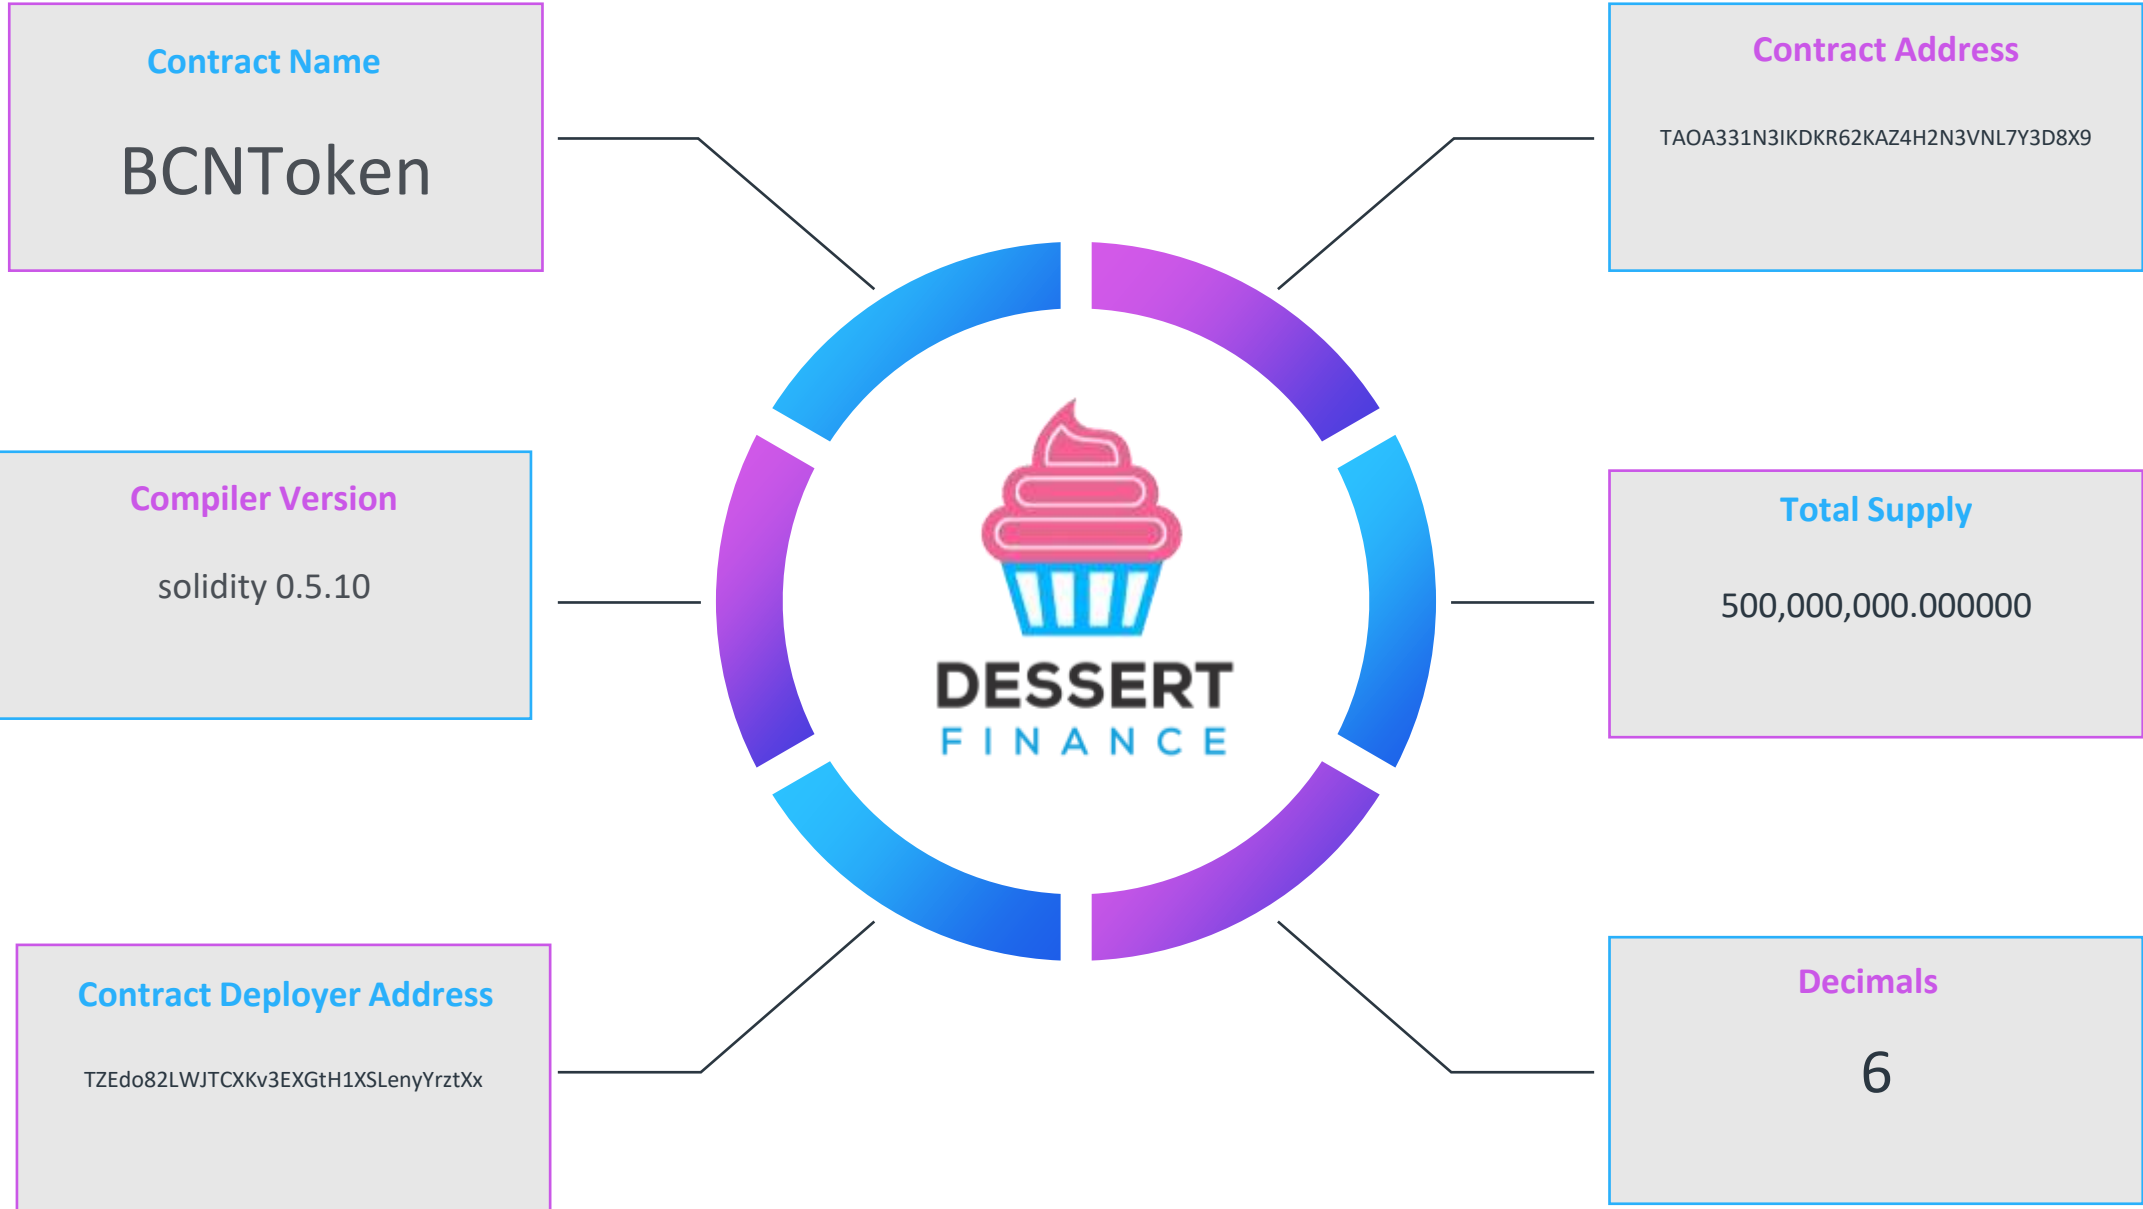 Contract Name
BCNToken
Contract Address
TAOA331N3IKDKR62KAZ4H2N3VNL7Y3D8X9
Compiler Version
solidity 0.5.10
Total Supply
500,000,000.000000
DESSERT
FINANCE
Contract Deployer Address
TZEdo82LWJTCXKv3EXGtH1XSLenyYrztXx
Decimals
6